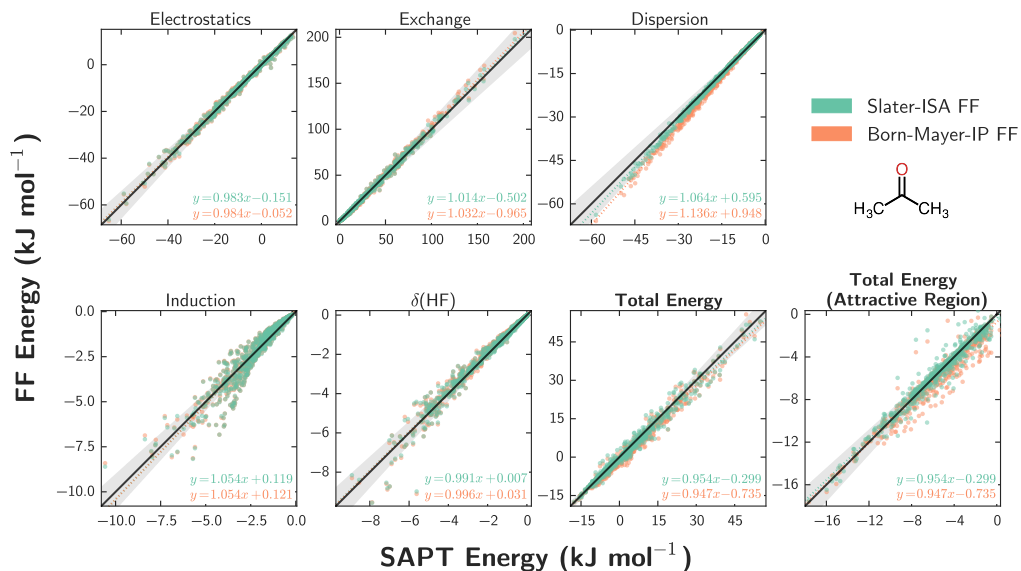 Electrostatics
0
−20
−40
−60
−60 −40 −20 0
y=0.983x−0.151
y=0.984x−0.052
Exchange
200
150
100
50
0
0 50 100 150 200
y=1.014x−0.502
y=1.032x−0.965
Dispersion
0
−15
−30
−45
−60
−60 −45 −30 −15 0
y=1.064x+0.595
y=1.136x+0.948
Slater-ISA FF
Born-Mayer-IP FF
O
H3C CH3
FF Energy (kJ mol−1)
Induction
0.0
−2.5
−5.0
−7.5
−10.0
−10.0 −7.5 −5.0 −2.5 0.0
y=1.054x+0.119
y=1.054x+0.121
δ(HF)
0
−2
−4
−6
−8
−8 −6 −4 −2 0
y=0.991x+0.007
y=0.996x+0.031
Total Energy
45
30
15
0
−15
−15 0 15 30 45
y=0.954x−0.299
y=0.947x−0.735
Total Energy
(Attractive Region)
0
−4
−8
−12
−16
−16 −12 −8 −4 0
y=0.954x−0.299
y=0.947x−0.735
SAPT Energy (kJ mol−1)